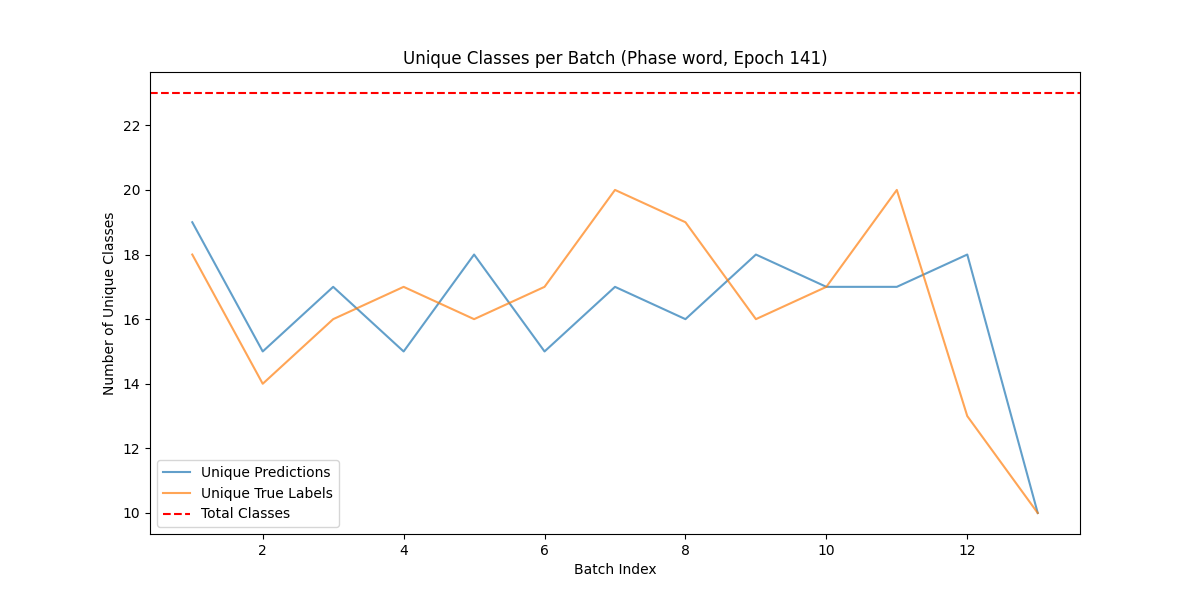 Unique Classes per Batch (Phase word, Epoch 141)
Number of Unique Classes
22
20
18
16
14
12
10
Unique Predictions
Unique True Labels
Total Classes
2
4
6
8
10
12
Batch Index